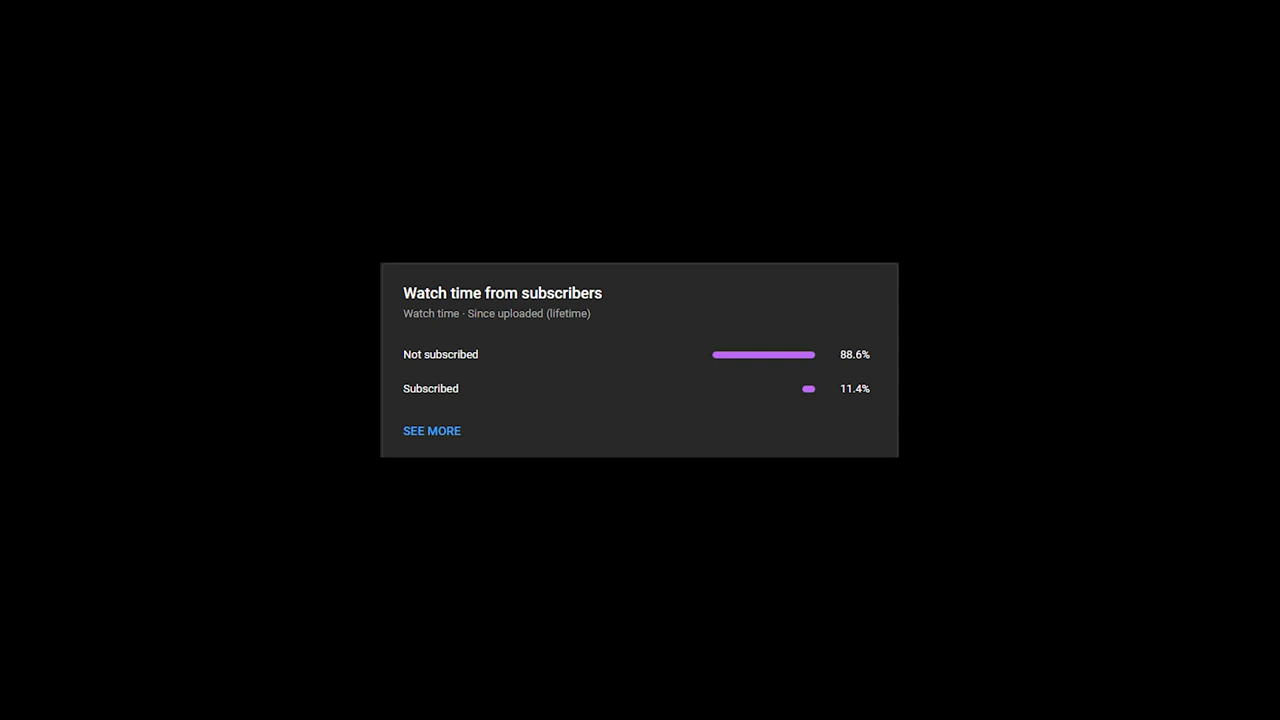 Watch time from subscribers
Watch time · Since uploaded (lifetime)
Not subscribed 88.6%
Subscribed 11.4%
SEE MORE